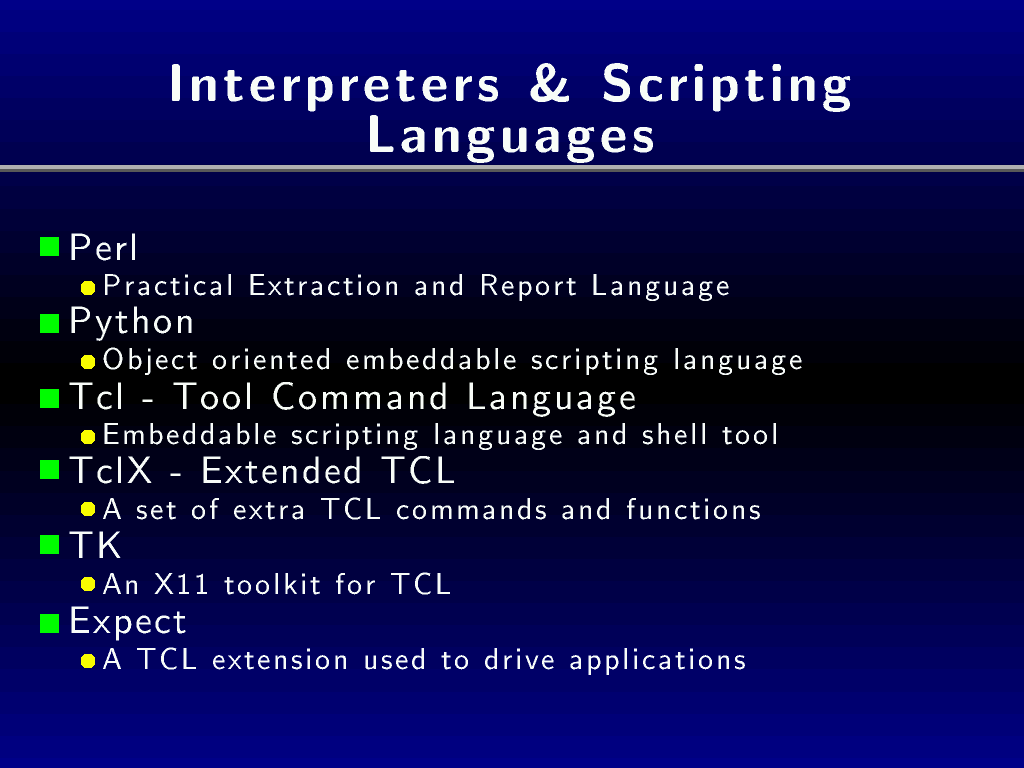 Interpreters & Scripting
Languages
Perl
Practical Extraction and Report Language
Python
Object oriented embeddable scripting language
Tcl - Tool Command Language
Embeddable scripting language and shell tool
TclX - Extended TCL
A set of extra TCL commands and functions
TK
An X11 toolkit for TCL
Expect
A TCL extension used to drive applications